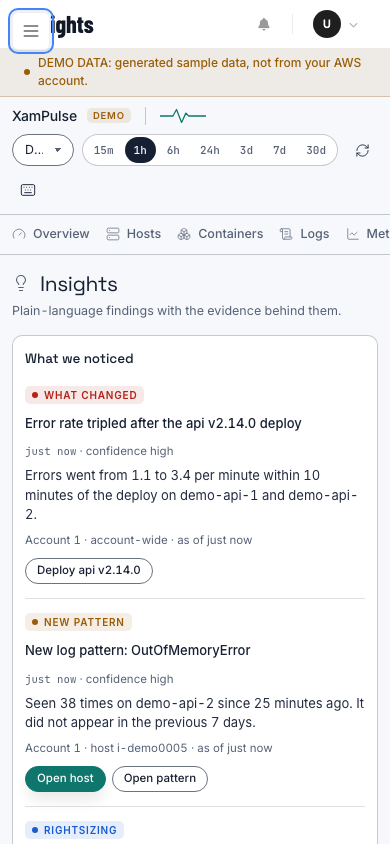 ights
U
DEMO DATA: generated sample data, not from your AWS
account.
XamPulse DEMO
D... 15m 1h 6h 24h 3d 7d 30d
Overview Hosts Containers Logs Met
Insights
Plain-language findings with the evidence behind them.
What we noticed
WHAT CHANGED
Error rate tripled after the api v2.14.0 deploy
just now · confidence high
Errors went from 1.1 to 3.4 per minute within 10
minutes of the deploy on demo-api-1 and demo-api-
2.
Account 1 · account-wide · as of just now
Deploy api v2.14.0
NEW PATTERN
New log pattern: OutOfMemoryError
just now · confidence high
Seen 38 times on demo-api-2 since 25 minutes ago. It
did not appear in the previous 7 days.
Account 1 · host i-demo0005 · as of just now
Open host Open pattern
RIGHTSIZING